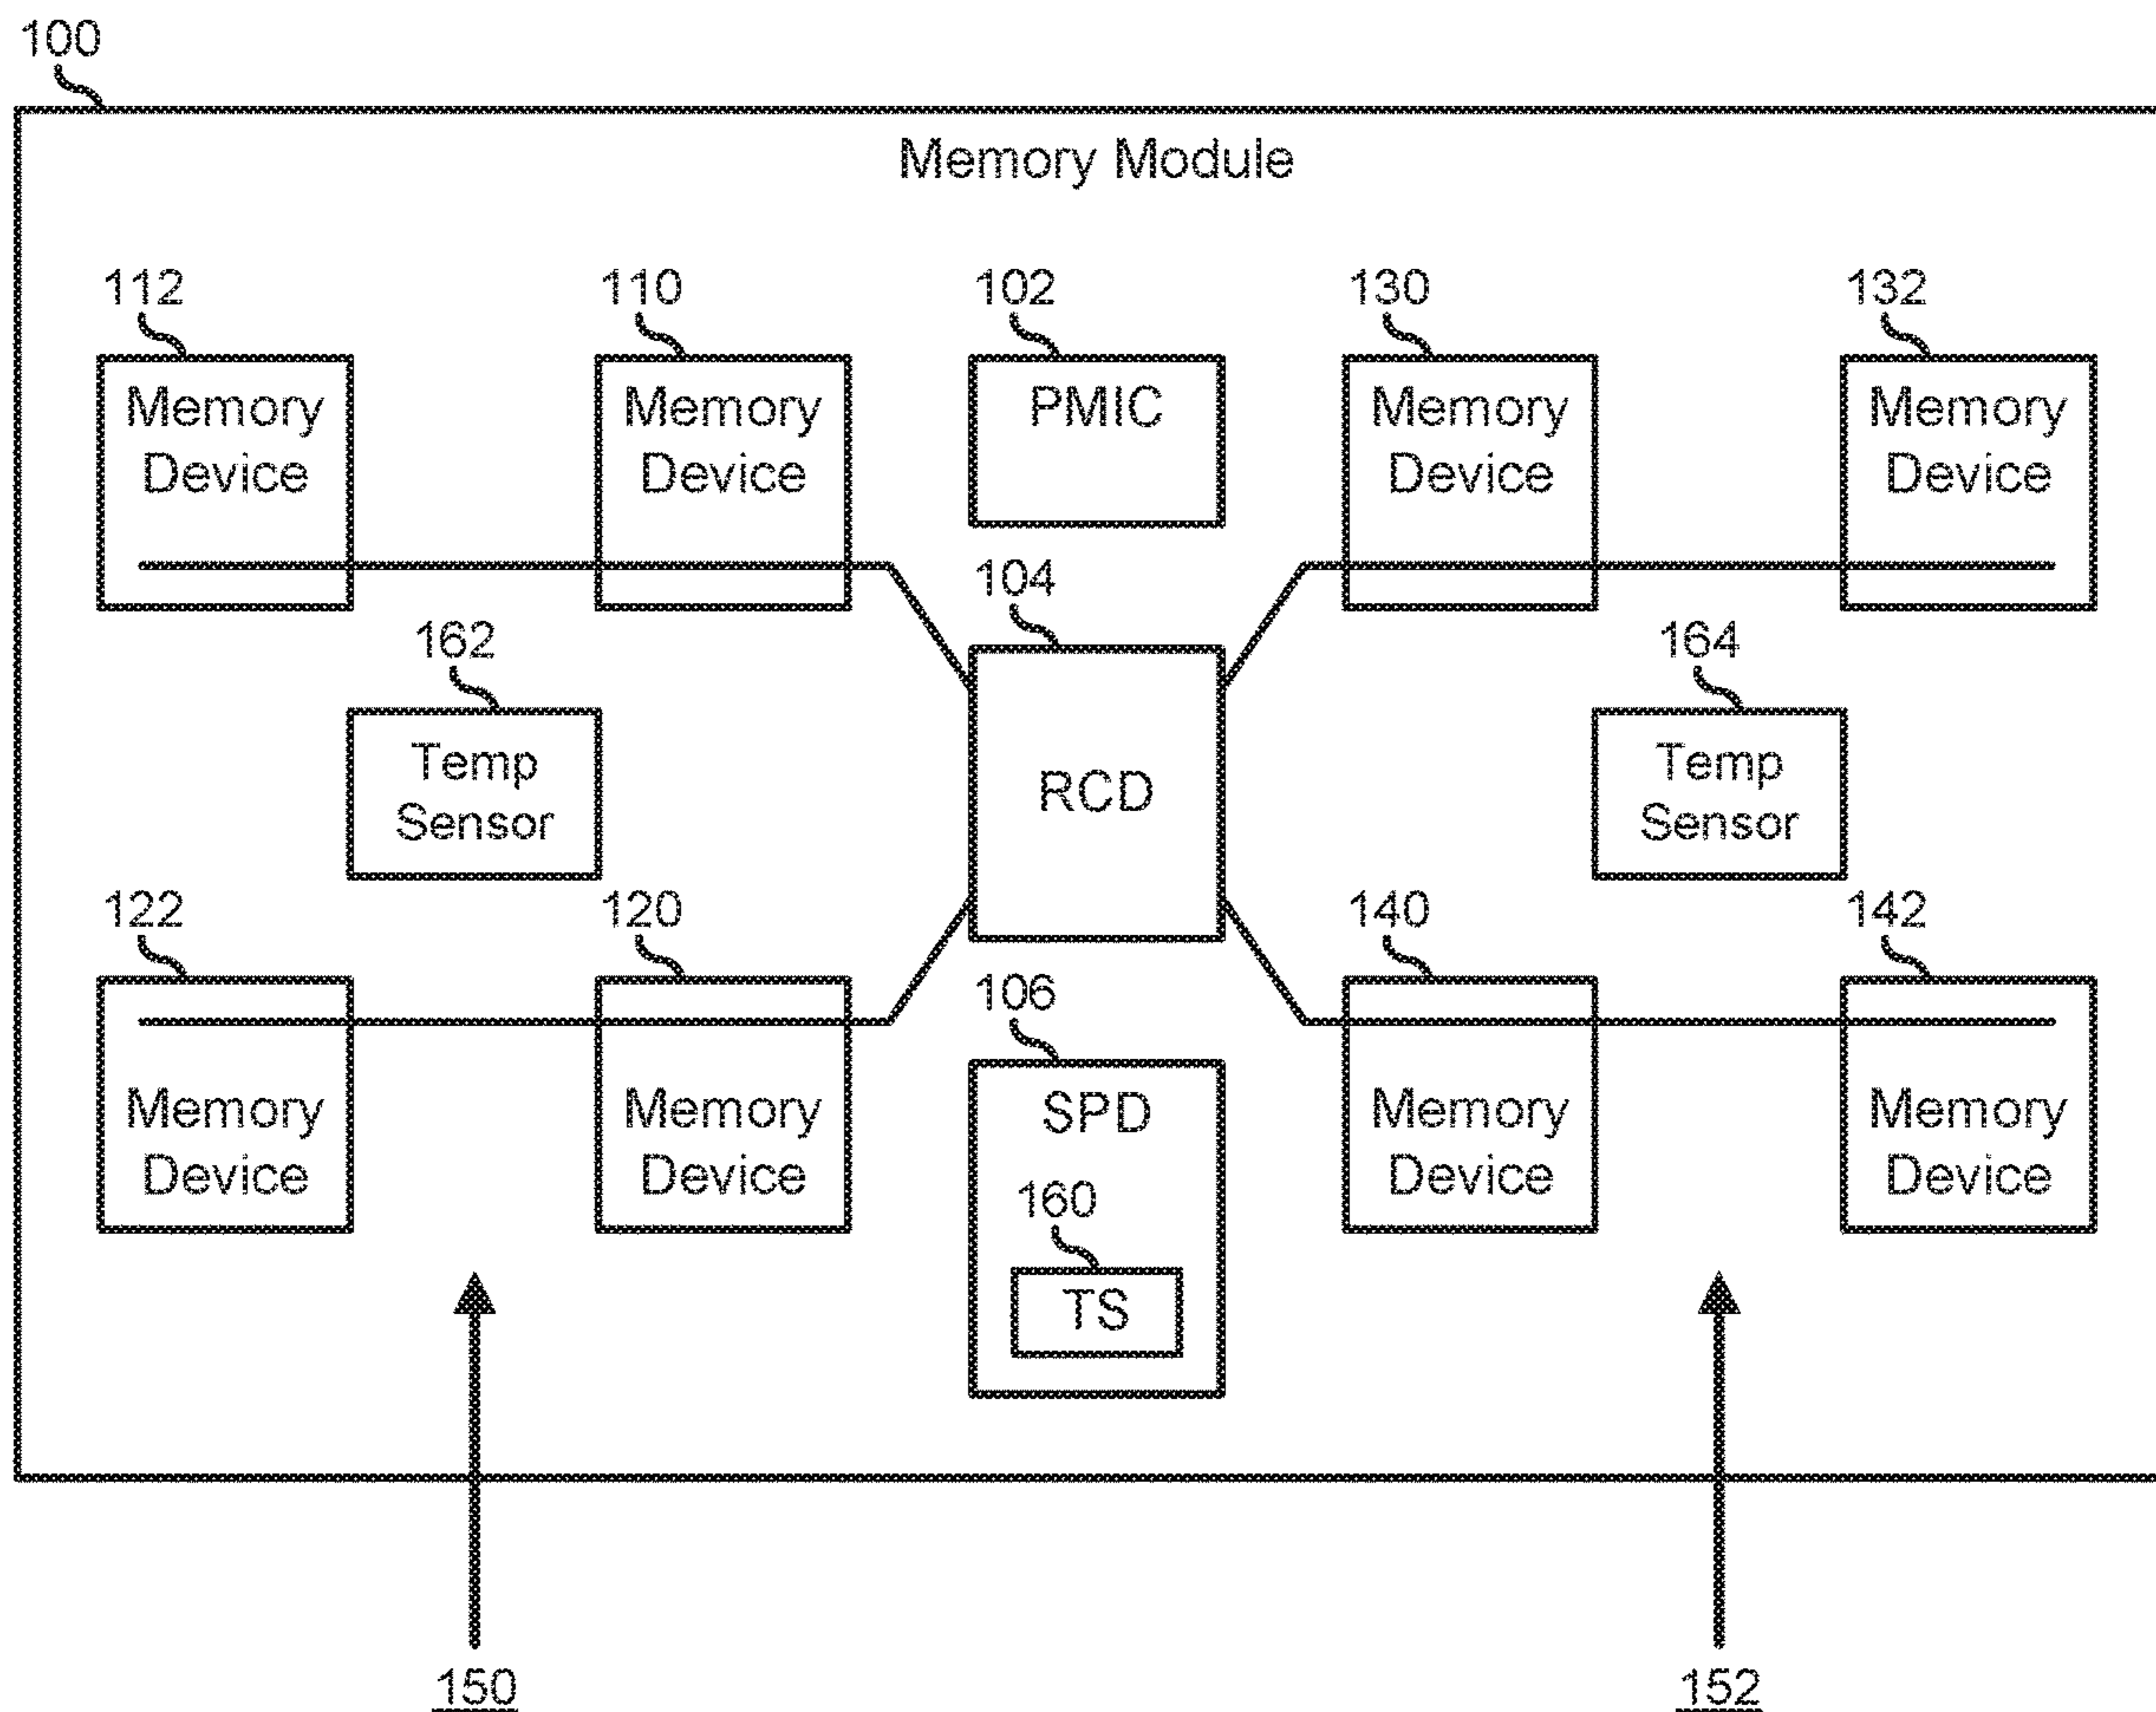 100
Memory Module
112
110
102
130
132
Memory
Device
Memory
Device
PMIC
Memory
Device
Memory
Device
104
162
164
Temp
Sensor
RCD
Temp
Sensor
122
120
140
142
106
Memory
Device
Memory
Device
SPD
Memory
Device
Memory
Device
160
TS
150
152